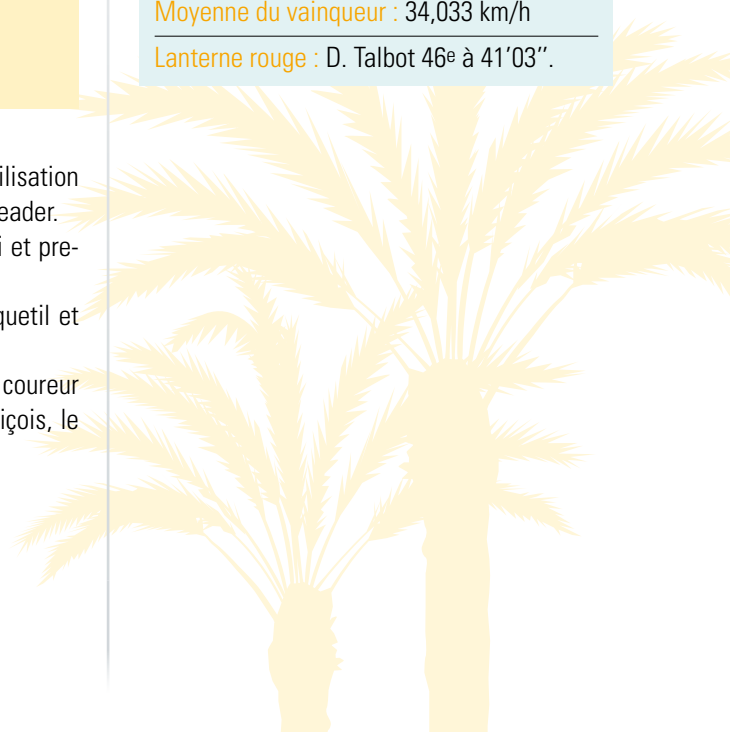 ilisation
eader.
i et pre-
quetil et
coureur
içois, le
Moyenne du vainqueur : 34,033 km/h
Lanterne rouge : D. Talbot 46e à 41’03’’.